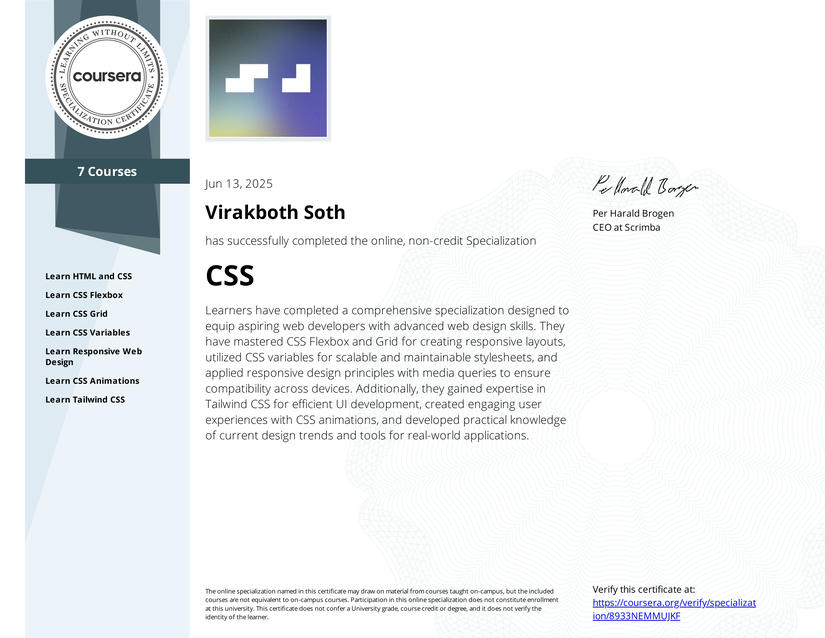 LEARNING WITHOUT LIMITS
coursera
SPECIALIZATION CERTIFICATE
7 Courses
Learn HTML and CSS
Learn CSS Flexbox
Learn CSS Grid
Learn CSS Variables
Learn Responsive Web
Design
Learn CSS Animations
Learn Tailwind CSS
Jun 13, 2025
Virakboth Soth
has successfully completed the online, non-credit Specialization
CSS
Learners have completed a comprehensive specialization designed to
equip aspiring web developers with advanced web design skills. They
have mastered CSS Flexbox and Grid for creating responsive layouts,
utilized CSS variables for scalable and maintainable stylesheets, and
applied responsive design principles with media queries to ensure
compatibility across devices. Additionally, they gained expertise in
Tailwind CSS for efficient UI development, created engaging user
experiences with CSS animations, and developed practical knowledge
of current design trends and tools for real-world applications.
Per Harald Borgen
Per Harald Brogen
CEO at Scrimba
The online specialization named in this certificate may draw on material from courses taught on-campus, but the included
courses are not equivalent to on-campus courses. Participation in this online specialization does not constitute enrollment
at this university. This certificate does not confer a University grade, course credit or degree, and it does not verify the
identity of the learner.
Verify this certificate at:
https://coursera.org/verify/specializat
ion/8933NEMMUJKF